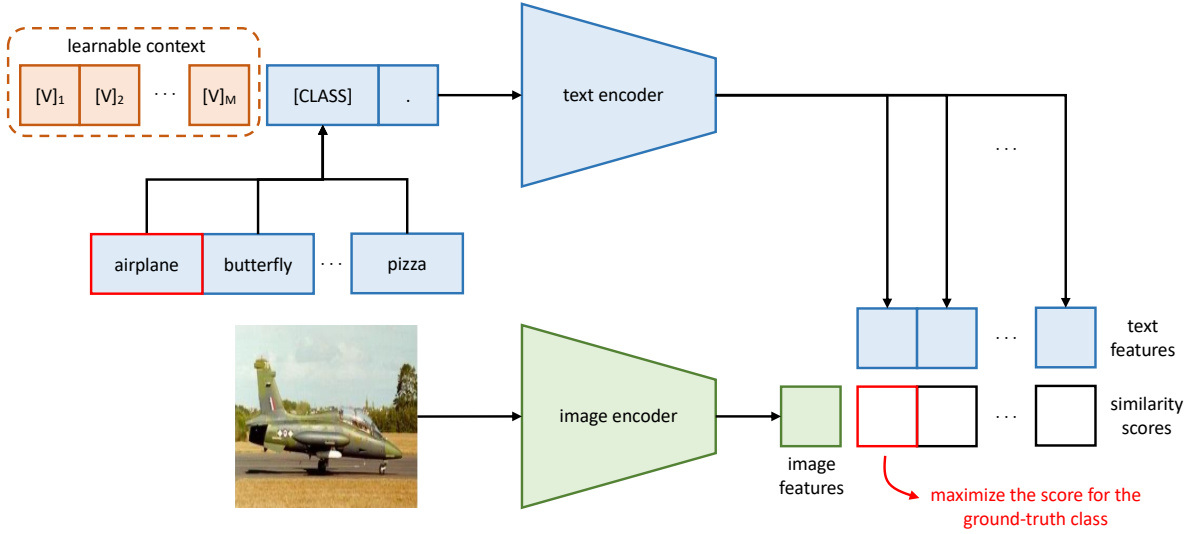 learnable context
[V]₁ [V]₂ ··· [V]M [CLASS] .
text encoder
···
airplane butterfly ··· pizza
··· text
features
image encoder
··· similarity
scores
image
features
maximize the score for the
ground-truth class